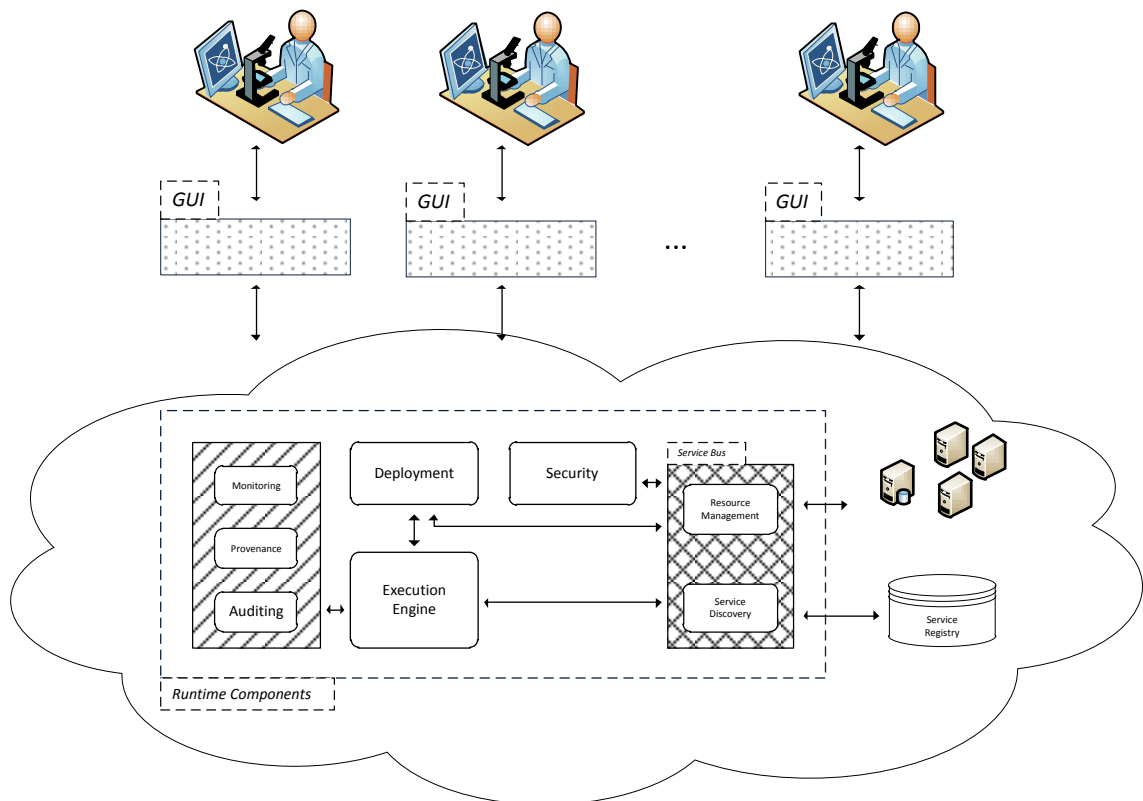 GUI
GUI
GUI
...
Service Bus
Deployment
Security
Monitoring
Resource
Management
Provenance
Execution
Engine
Auditing
Service
Discovery
Service
Registry
Runtime Components